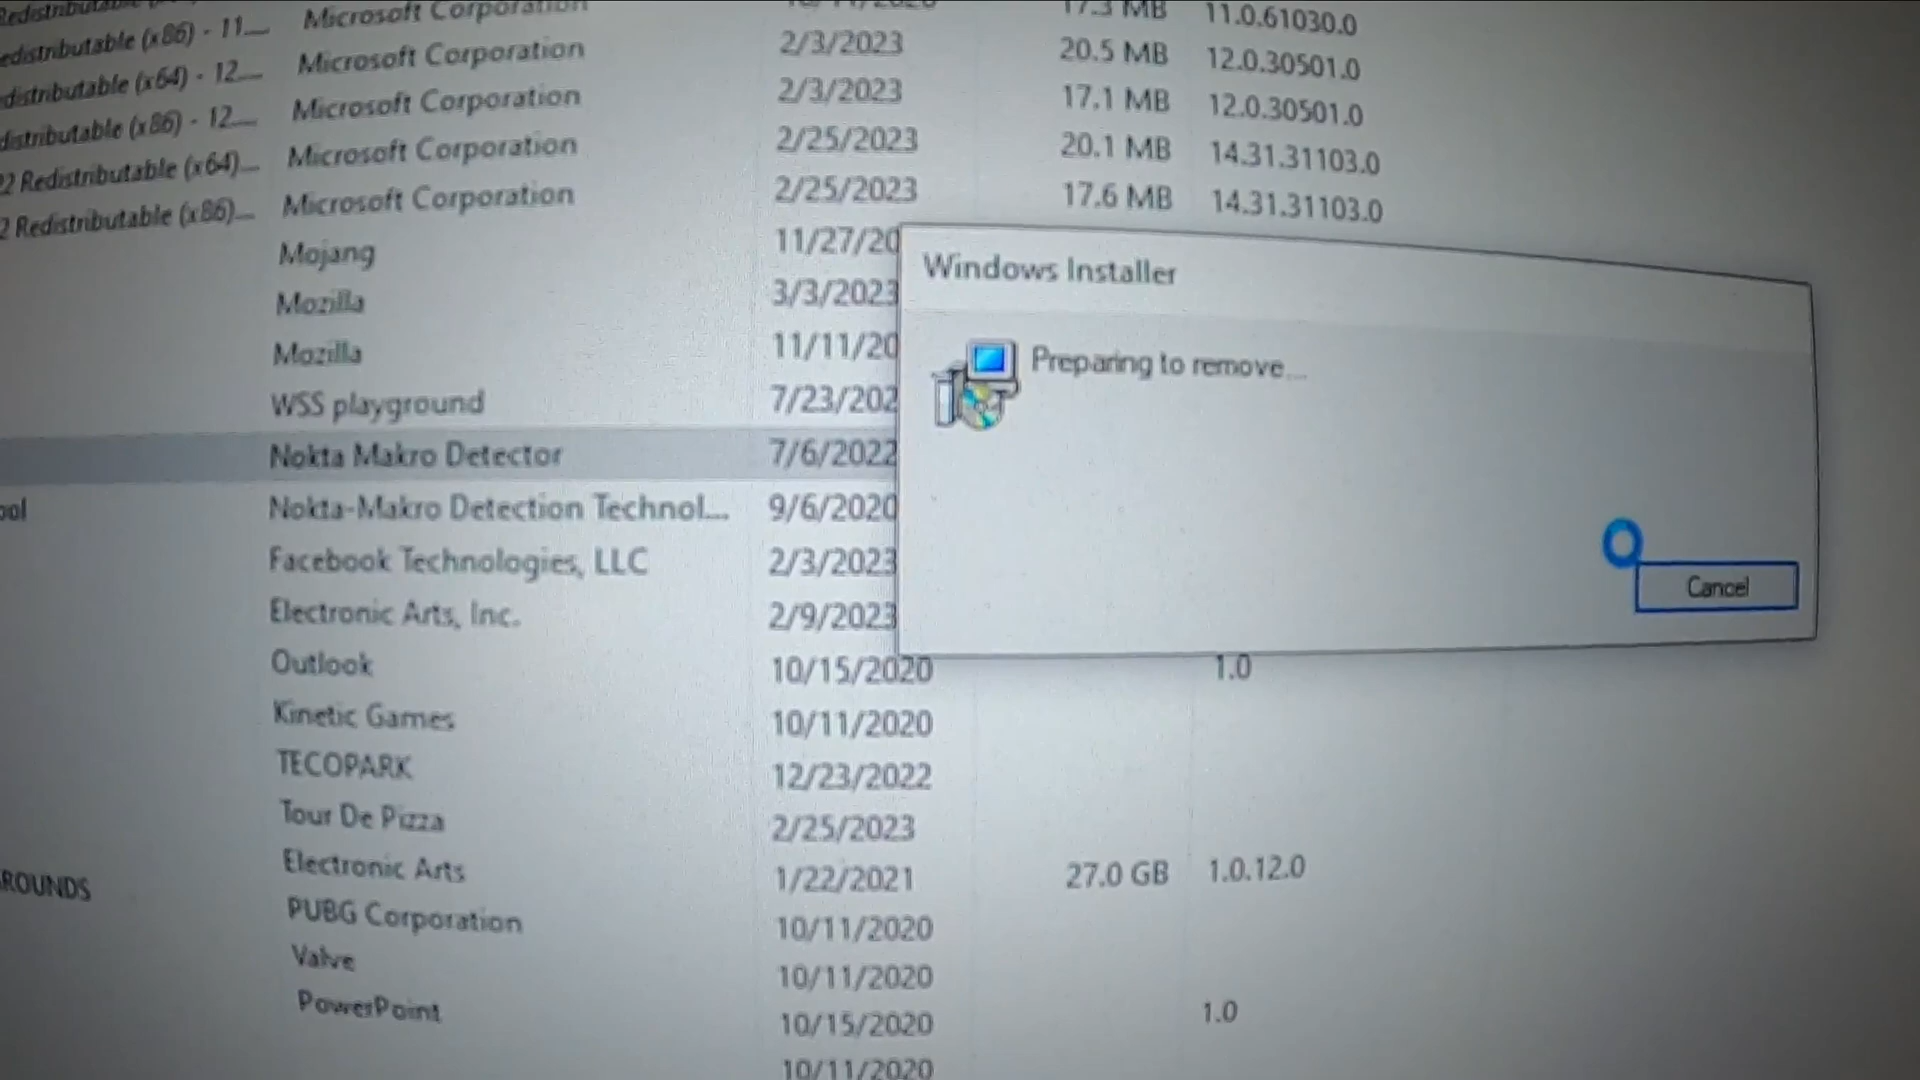 Microsoft Corporation 17.3 MB 11.0.61030.0
edistributable (x86) - 11.... Microsoft Corporation 2/3/2023 20.5 MB 12.0.30501.0
distributable (x64) - 12.... Microsoft Corporation 2/3/2023 17.1 MB 12.0.30501.0
distributable (x86) - 12.... Microsoft Corporation 2/25/2023 20.1 MB 14.31.31103.0
22 Redistributable (x64)... Microsoft Corporation 2/25/2023 17.6 MB 14.31.31103.0
2 Redistributable (x86)...
Mojang 11/27/20
Mozilla 3/3/2023
Mozilla 11/11/20
WSS playground 7/23/202
Nokta Makro Detector 7/6/2022
ool Nokta-Makro Detection Technol... 9/6/2020
Facebook Technologies, LLC 2/3/2023
Electronic Arts, Inc. 2/9/2023
Outlook 10/15/2020 1.0
Kinetic Games 10/11/2020
TECOPARK 12/23/2022
Tour De Pizza 2/25/2023
Electronic Arts 1/22/2021 27.0 GB 1.0.12.0
ROUNDS PUBG Corporation 10/11/2020
Valve 10/11/2020
PowerPoint 10/15/2020 1.0
10/11/2020
Windows Installer
Preparing to remove...
Cancel